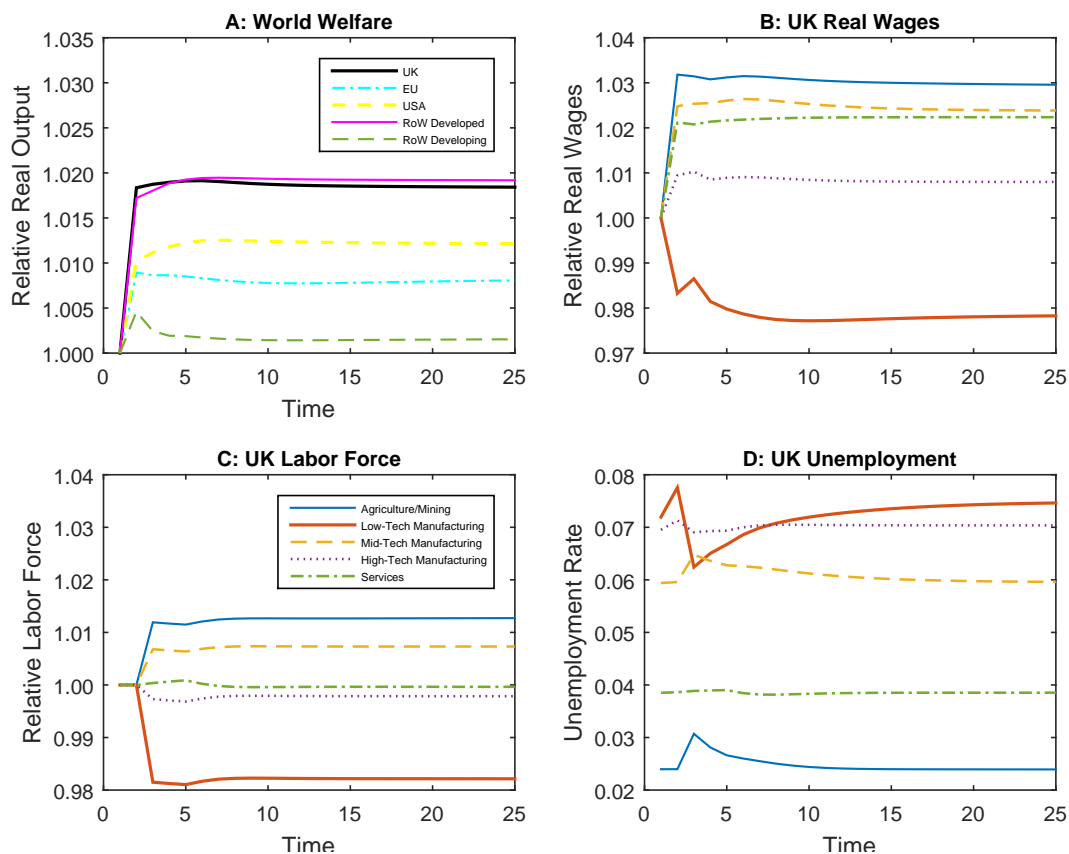 A: World Welfare
1.035
1.030
1.025
1.020
1.015
1.010
1.005
1.000
Relative Real Output
UK
EU
USA
RoW Developed
RoW Developing
0 5 10 15 20 25
Time
B: UK Real Wages
1.04
1.03
1.02
1.01
1.00
0.99
0.98
0.97
Relative Real Wages
0 5 10 15 20 25
Time
C: UK Labor Force
1.04
1.03
1.02
1.01
1.00
0.99
0.98
Relative Labor Force
Agriculture/Mining
Low-Tech Manufacturing
Mid-Tech Manufacturing
High-Tech Manufacturing
Services
0 5 10 15 20 25
Time
D: UK Unemployment
0.08
0.07
0.06
0.05
0.04
0.03
0.02
Unemployment Rate
0 5 10 15 20 25
Time